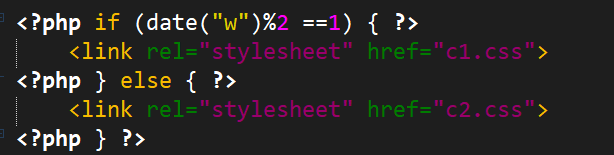 <?php if (date("w")%2 ==1) { ?>
    <link rel="stylesheet" href="c1.css">
<?php } else { ?>
    <link rel="stylesheet" href="c2.css">
<?php } ?>